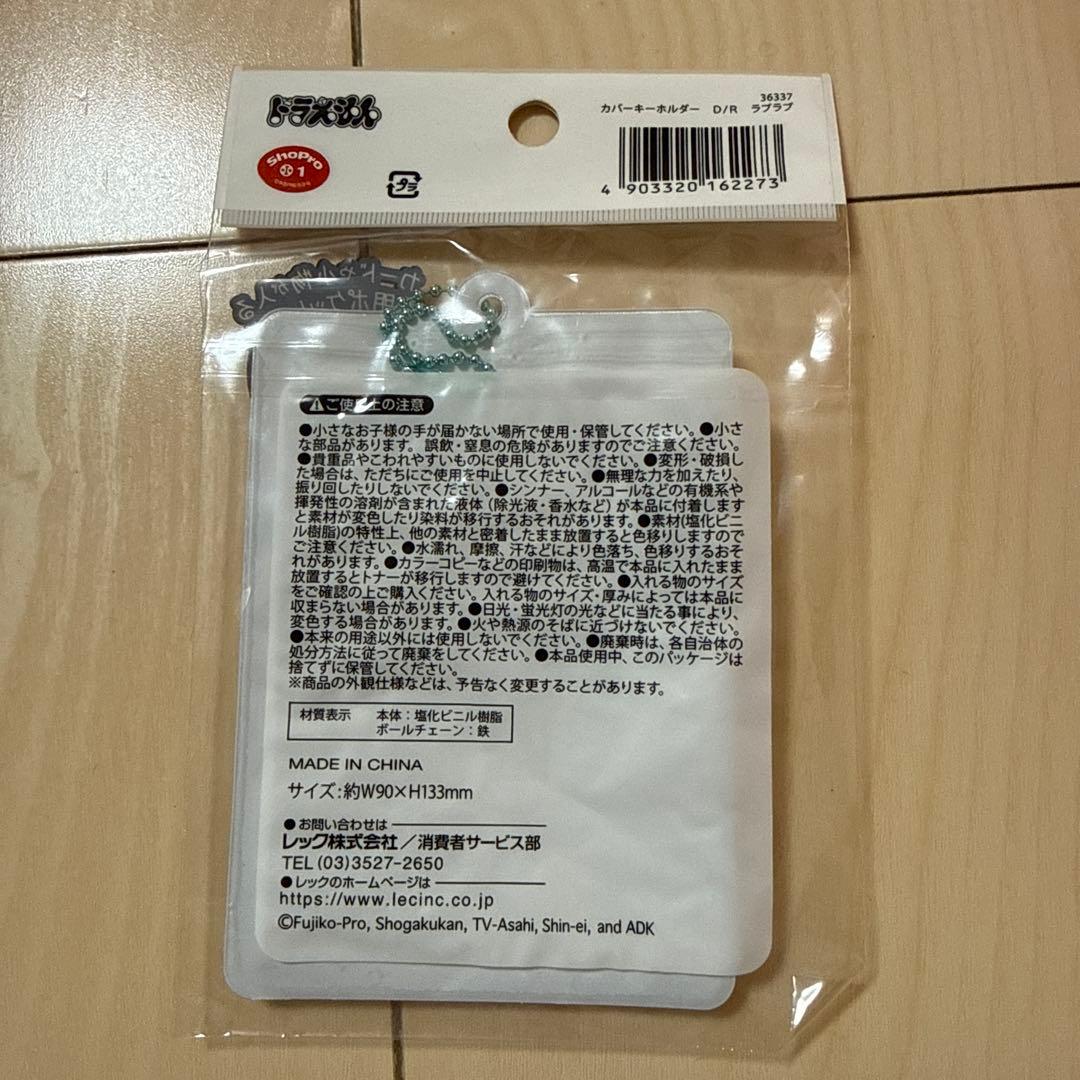 ドラえもん
ShoPro
1
36337
カバーキーホルダー D/R ラブラブ
4 903320 162273
プラ
カードや小物が入る
用ポケット
⚠ご使用上の注意
●小さなお子様の手が届かない場所で使用・保管してください。●小さ
な部品があります。誤飲・窒息の危険がありますのでご注意ください。
●貴重品やこわれやすいものに使用しないでください。●変形・破損し
た場合は、ただちにご使用を中止してください。●無理な力を加えたり、
振り回したりしないでください。●シンナー、アルコールなどの有機系や
揮発性の溶剤が含まれた液体（除光液・香水など）が本品に付着します
と素材が変色したり染料が移行するおそれがあります。●素材(塩化ビニ
ル樹脂)の特性上、他の素材と密着したまま放置すると色移りしますので
ご注意ください。●水濡れ、摩擦、汗などにより色落ち、色移りするおそ
れがあります。●カラーコピーなどの印刷物は、高温で本品に入れたまま
放置するとトナーが移行しますので避けてください。●入れる物のサイズ
をご確認の上ご購入ください。入れる物のサイズ・厚みによっては本品に
収まらない場合があります。●日光・蛍光灯の光などに当たる事により、
変色する場合があります。●火や熱源のそばに近づけないでください。
●本来の用途以外には使用しないでください。●廃棄時は、各自治体の
処分方法に従って廃棄をしてください。●本品使用中、このパッケージは
捨てずに保管してください。
※商品の外観仕様などは、予告なく変更することがあります。
材質表示 本体：塩化ビニル樹脂
ボールチェーン：鉄
MADE IN CHINA
サイズ：約W90×H133mm
●お問い合わせは
レック株式会社／消費者サービス部
TEL (03)3527-2650
●レックのホームページは
https://www.lecinc.co.jp
©Fujiko-Pro, Shogakukan, TV-Asahi, Shin-ei, and ADK